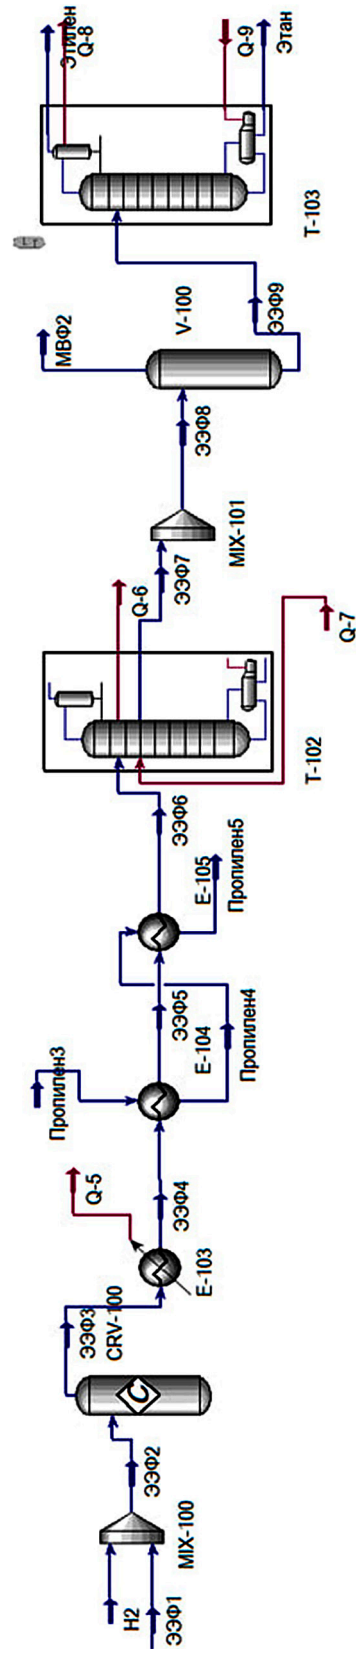 H2
ЭЭФ1
MIX-100
ЭЭФ2
ЭЭФ3
CRV-100
E-103
Q-5
ЭЭФ4
Пропилен3
E-104
Пропилен4
ЭЭФ5
E-105
Пропилен5
ЭЭФ6
T-102
Q-7
Q-6
ЭЭФ7
MIX-101
ЭЭФ8
МВФ2
V-100
ЭЭФ9
T-103
Этилен
Q-8
Q-9
Этан
C